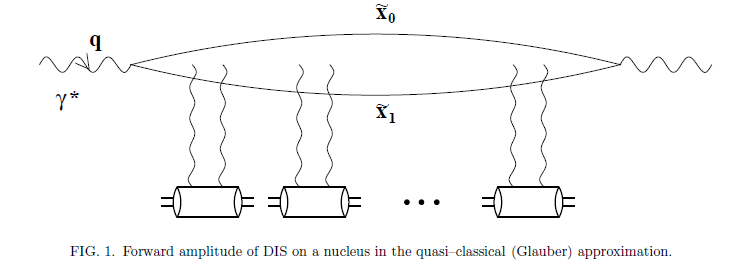 x̃₀
q
γ*
x̃₁
FIG. 1. Forward amplitude of DIS on a nucleus in the quasi–classical (Glauber) approximation.